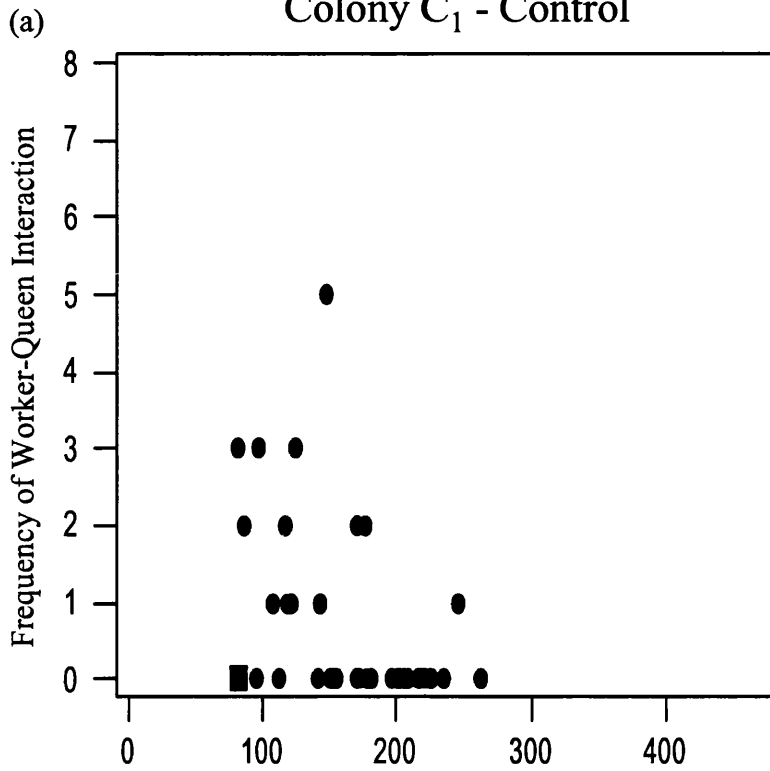 (a)
Colony C₁ - Control
Frequency of Worker-Queen Interaction
8
7
6
5
4
3
2
1
0
0 100 200 300 400